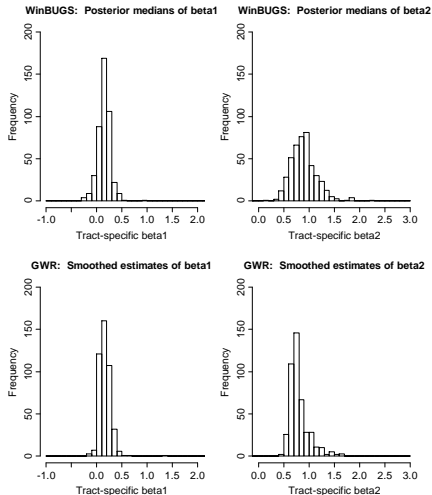 WinBUGS: Posterior medians of beta1
Frequency
0 50 100 150 200
-1.0 0.0 0.5 1.0 1.5 2.0
Tract-specific beta1
WinBUGS: Posterior medians of beta2
Frequency
0 50 100 150 200
0.0 0.5 1.0 1.5 2.0 3.0
Tract-specific beta2
GWR: Smoothed estimates of beta1
Frequency
0 50 100 150 200
-1.0 0.0 0.5 1.0 1.5 2.0
Tract-specific beta1
GWR: Smoothed estimates of beta2
Frequency
0 50 100 150 200
0.0 0.5 1.0 1.5 2.0 3.0
Tract-specific beta2